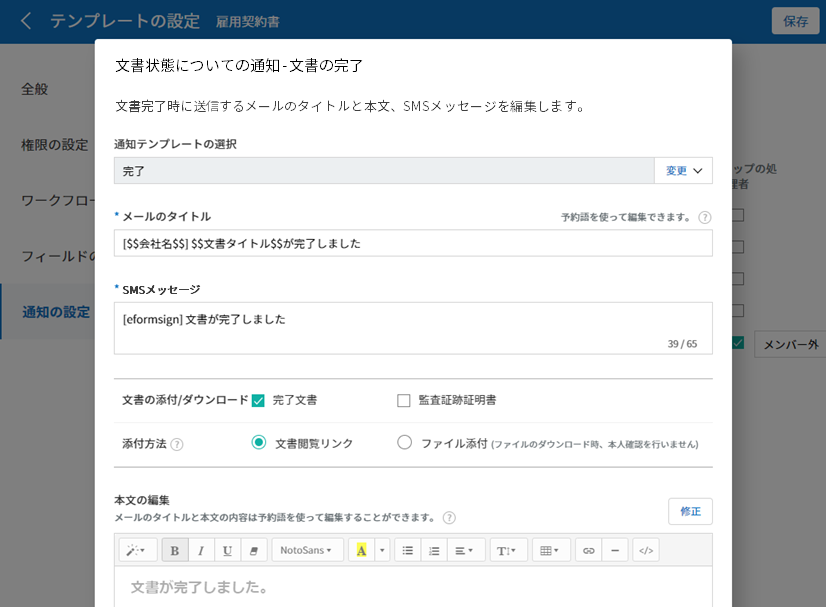 テンプレートの設定 雇用契約書 保存
全般
権限の設定
ワークフロー
フィールドの
通知の設定
文書状態についての通知-文書の完了
文書完了時に送信するメールのタイトルと本文、SMSメッセージを編集します。
通知テンプレートの選択
完了 変更
ップの処
理者
* メールのタイトル 予約語を使って編集できます。 ?
[$$会社名$$] $$文書タイトル$$が完了しました
* SMSメッセージ
[eformsign] 文書が完了しました
39 / 65
メンバー外
文書の添付/ダウンロード 完了文書 監査証跡証明書
添付方法 ? 文書閲覧リンク ファイル添付 (ファイルのダウンロード時、本人確認を行いません)
本文の編集
メールのタイトルと本文の内容は予約語を使って編集することができます。 ? 修正
B I U NotoSans A T </>
文書が完了しました。